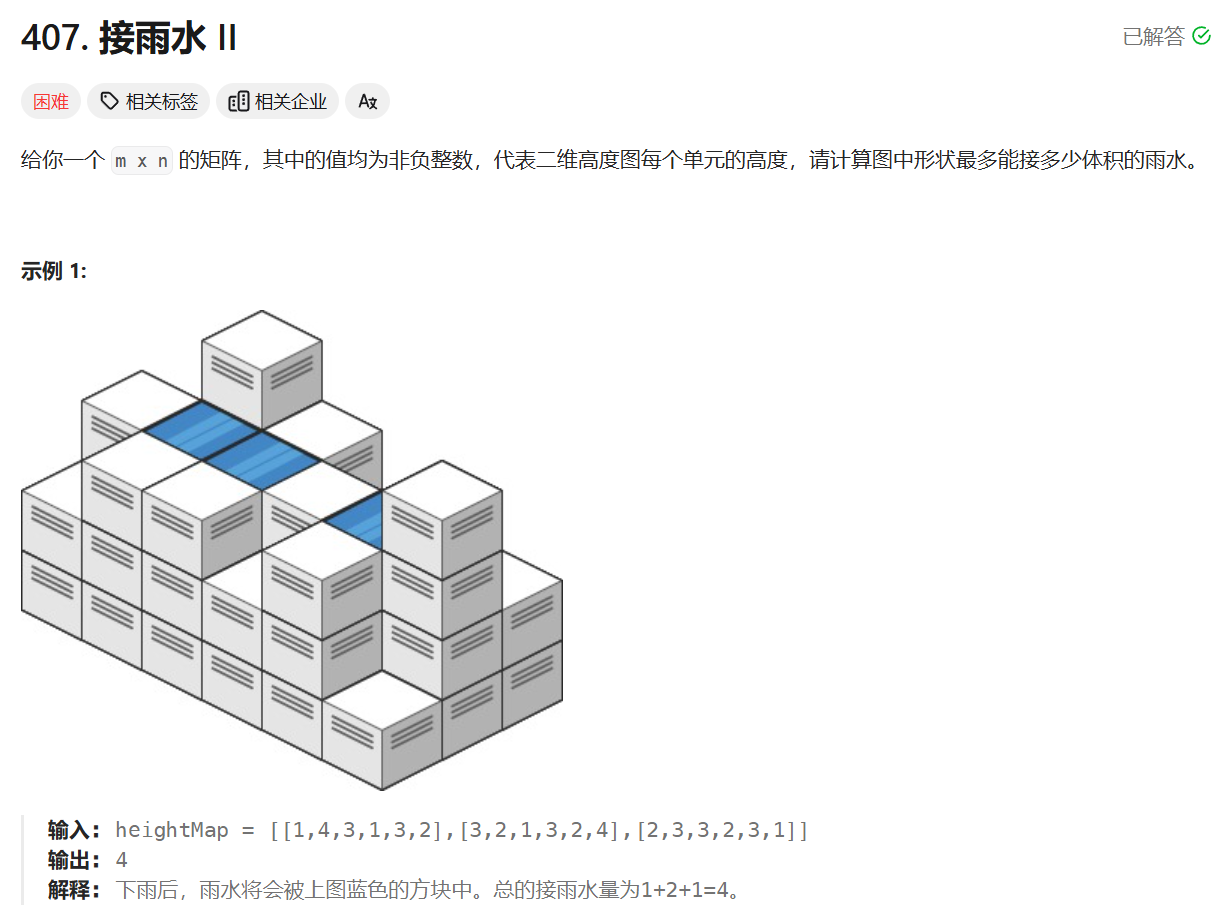 407. 接雨水 II
已解答
困难 相关标签 相关企业 A文
给你一个 m x n 的矩阵，其中的值均为非负整数，代表二维高度图每个单元的高度，请计算图中形状最多能接多少体积的雨水。
示例 1:
输入: heightMap = [[1,4,3,1,3,2],[3,2,1,3,2,4],[2,3,3,2,3,1]]
输出: 4
解释: 下雨后，雨水将会被上图蓝色的方块中。总的接雨水量为1+2+1=4。